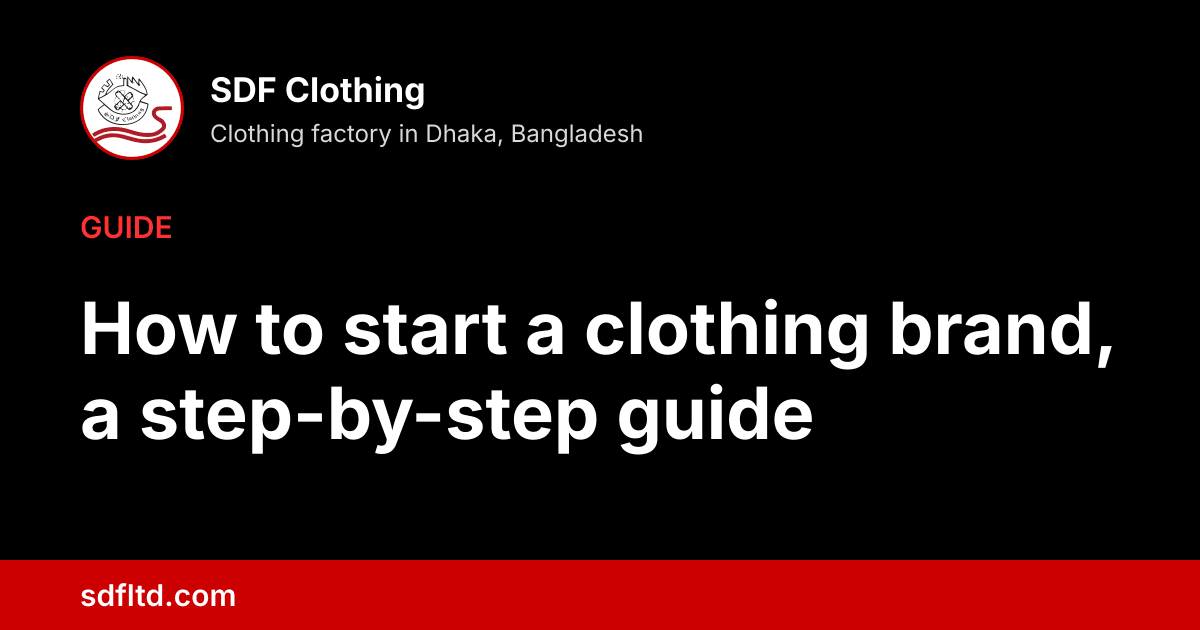 SDF Clothing
Clothing factory in Dhaka, Bangladesh
GUIDE
How to start a clothing brand,
a step-by-step guide
sdfltd.com